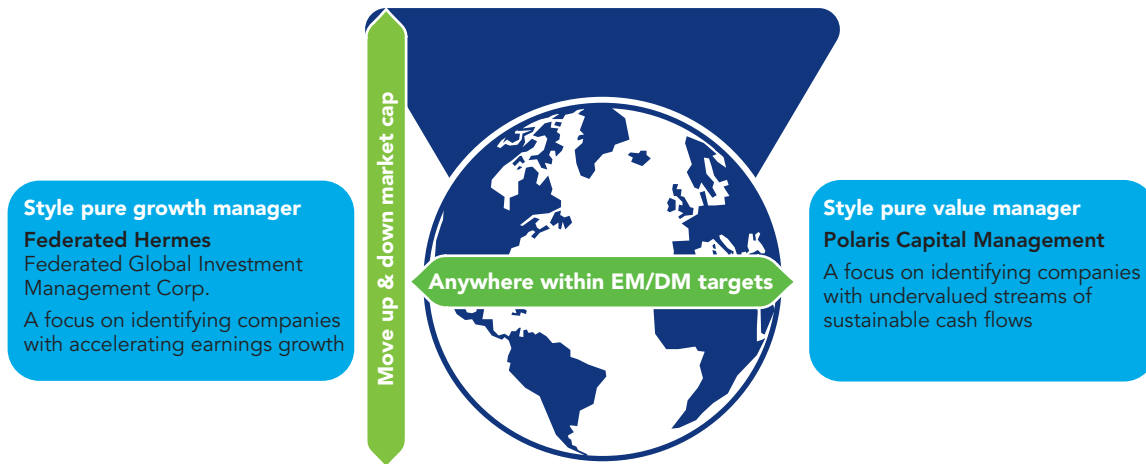 Style pure growth manager
Federated Hermes
Federated Global Investment
Management Corp.
A focus on identifying companies
with accelerating earnings growth
Move up & down market cap
Anywhere within EM/DM targets
Style pure value manager
Polaris Capital Management
A focus on identifying companies
with undervalued streams of
sustainable cash flows